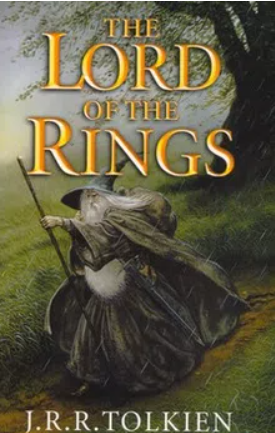 THE
LORD
OF THE
RINGS
J.R.R.TOLKIEN